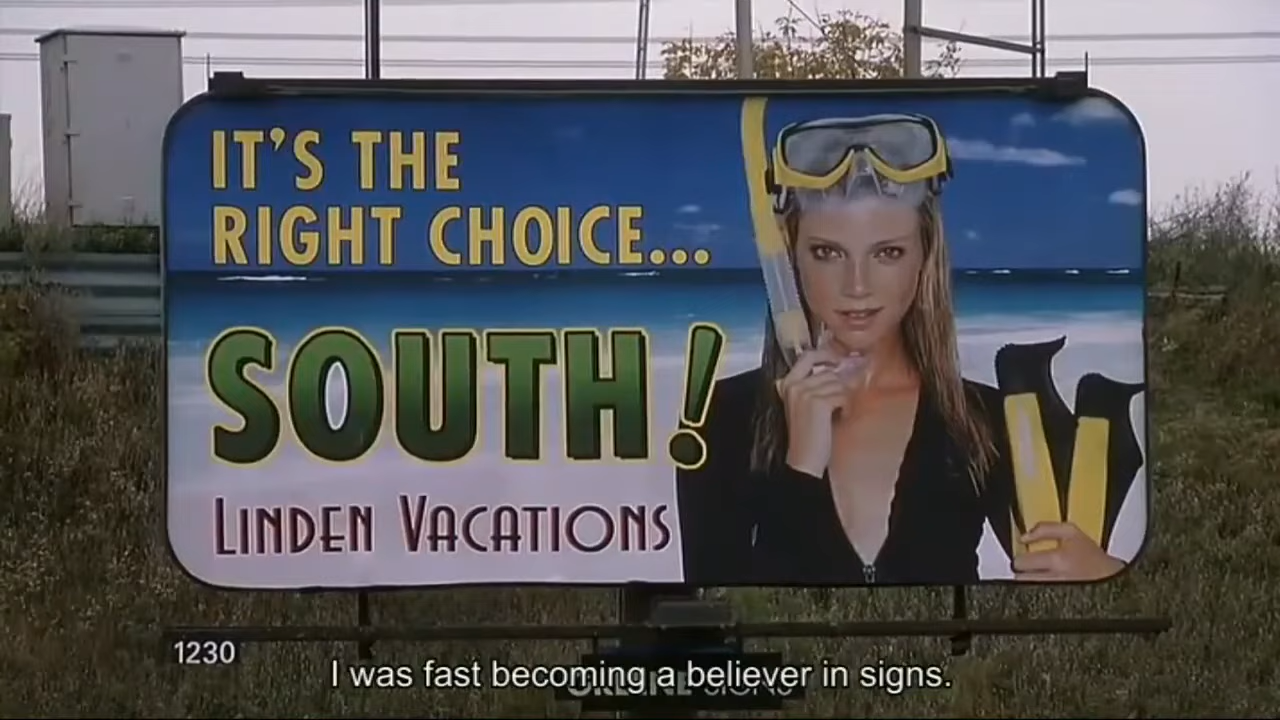 IT'S THE
RIGHT CHOICE...
SOUTH!
LINDEN VACATIONS
1230
I was fast becoming a believer in signs.